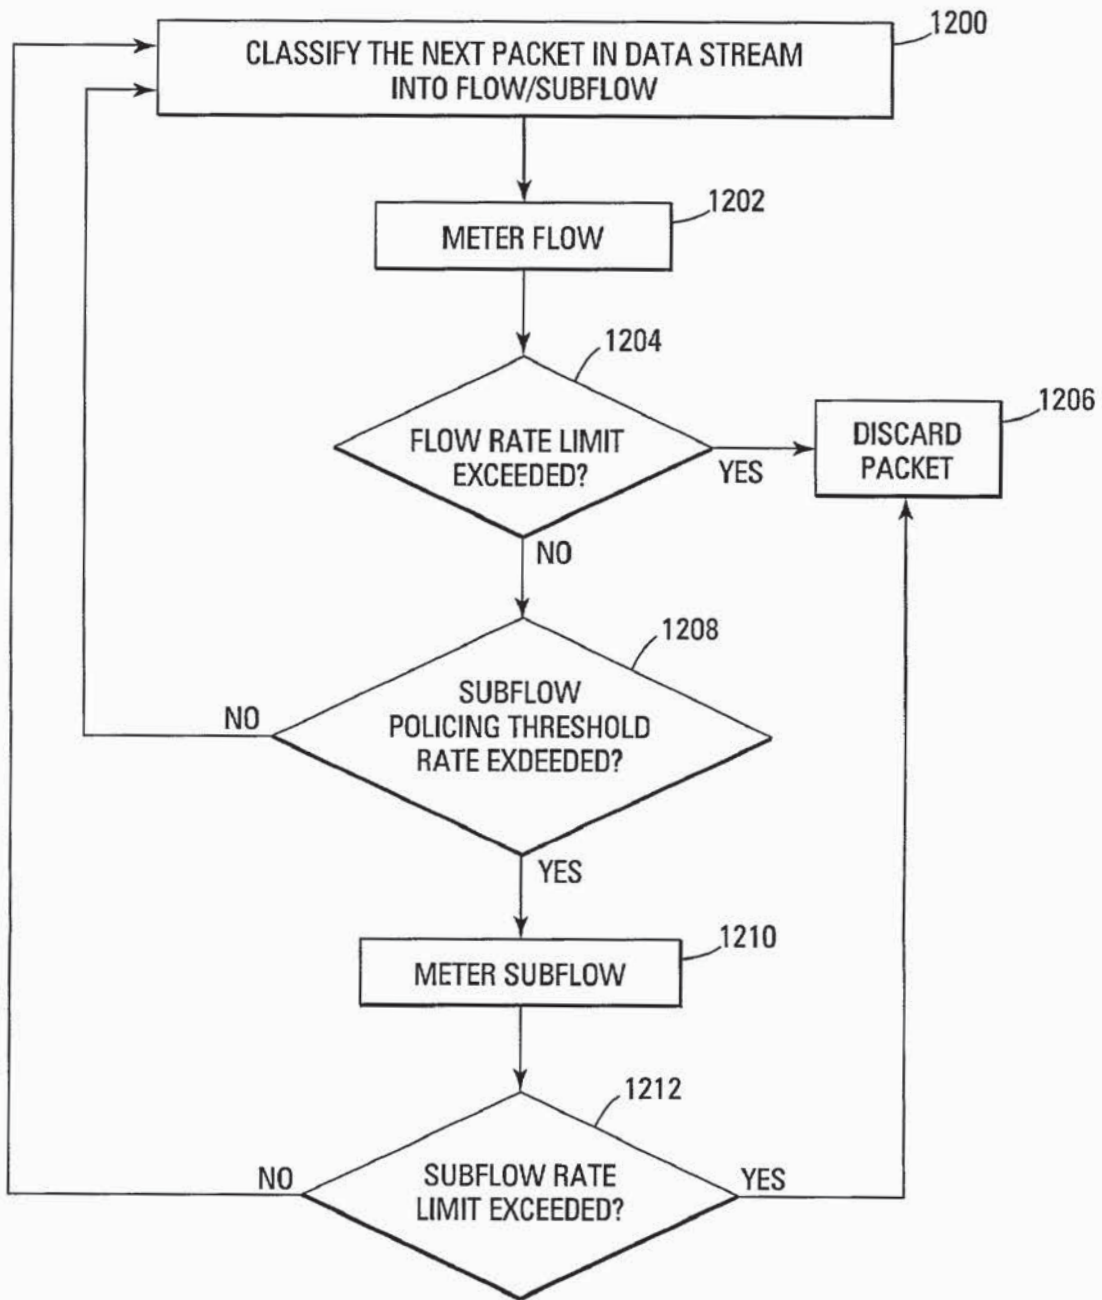 1200
CLASSIFY THE NEXT PACKET IN DATA STREAM
INTO FLOW/SUBFLOW
1202
METER FLOW
1204
FLOW RATE LIMIT
EXCEEDED?
YES
1206
DISCARD
PACKET
NO
1208
SUBFLOW
POLICING THRESHOLD
RATE EXDEEDED?
NO
YES
1210
METER SUBFLOW
1212
SUBFLOW RATE
LIMIT EXCEEDED?
NO
YES